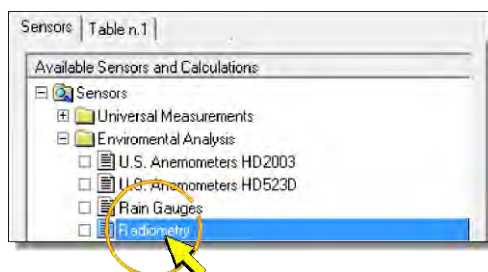 Sensors Table n.1
Available Sensors and Calculations
Sensors
Universal Measurements
Enviromental Analysis
U.S. Anemometers HD2003
U.S. Anemometers HD523D
Rain Gauges
Radiometry